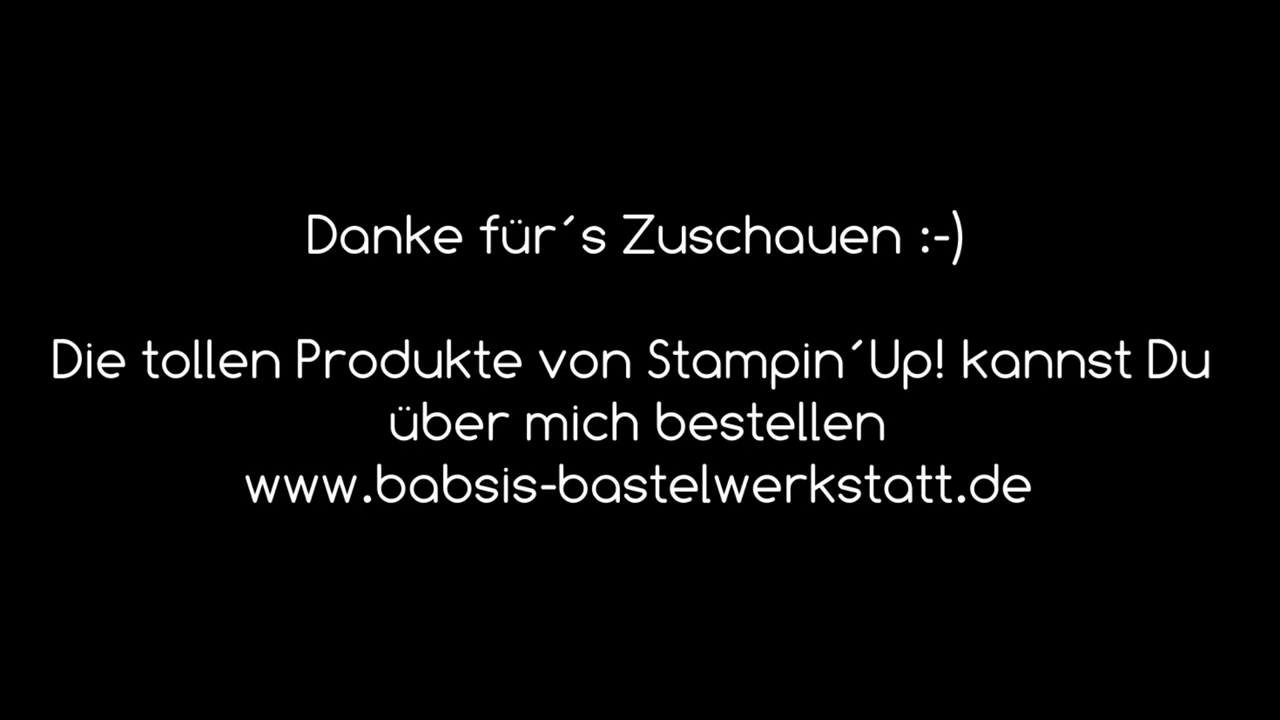 Danke für´s Zuschauen :-)
Die tollen Produkte von Stampin´Up! kannst Du
über mich bestellen
www.babsis-bastelwerkstatt.de